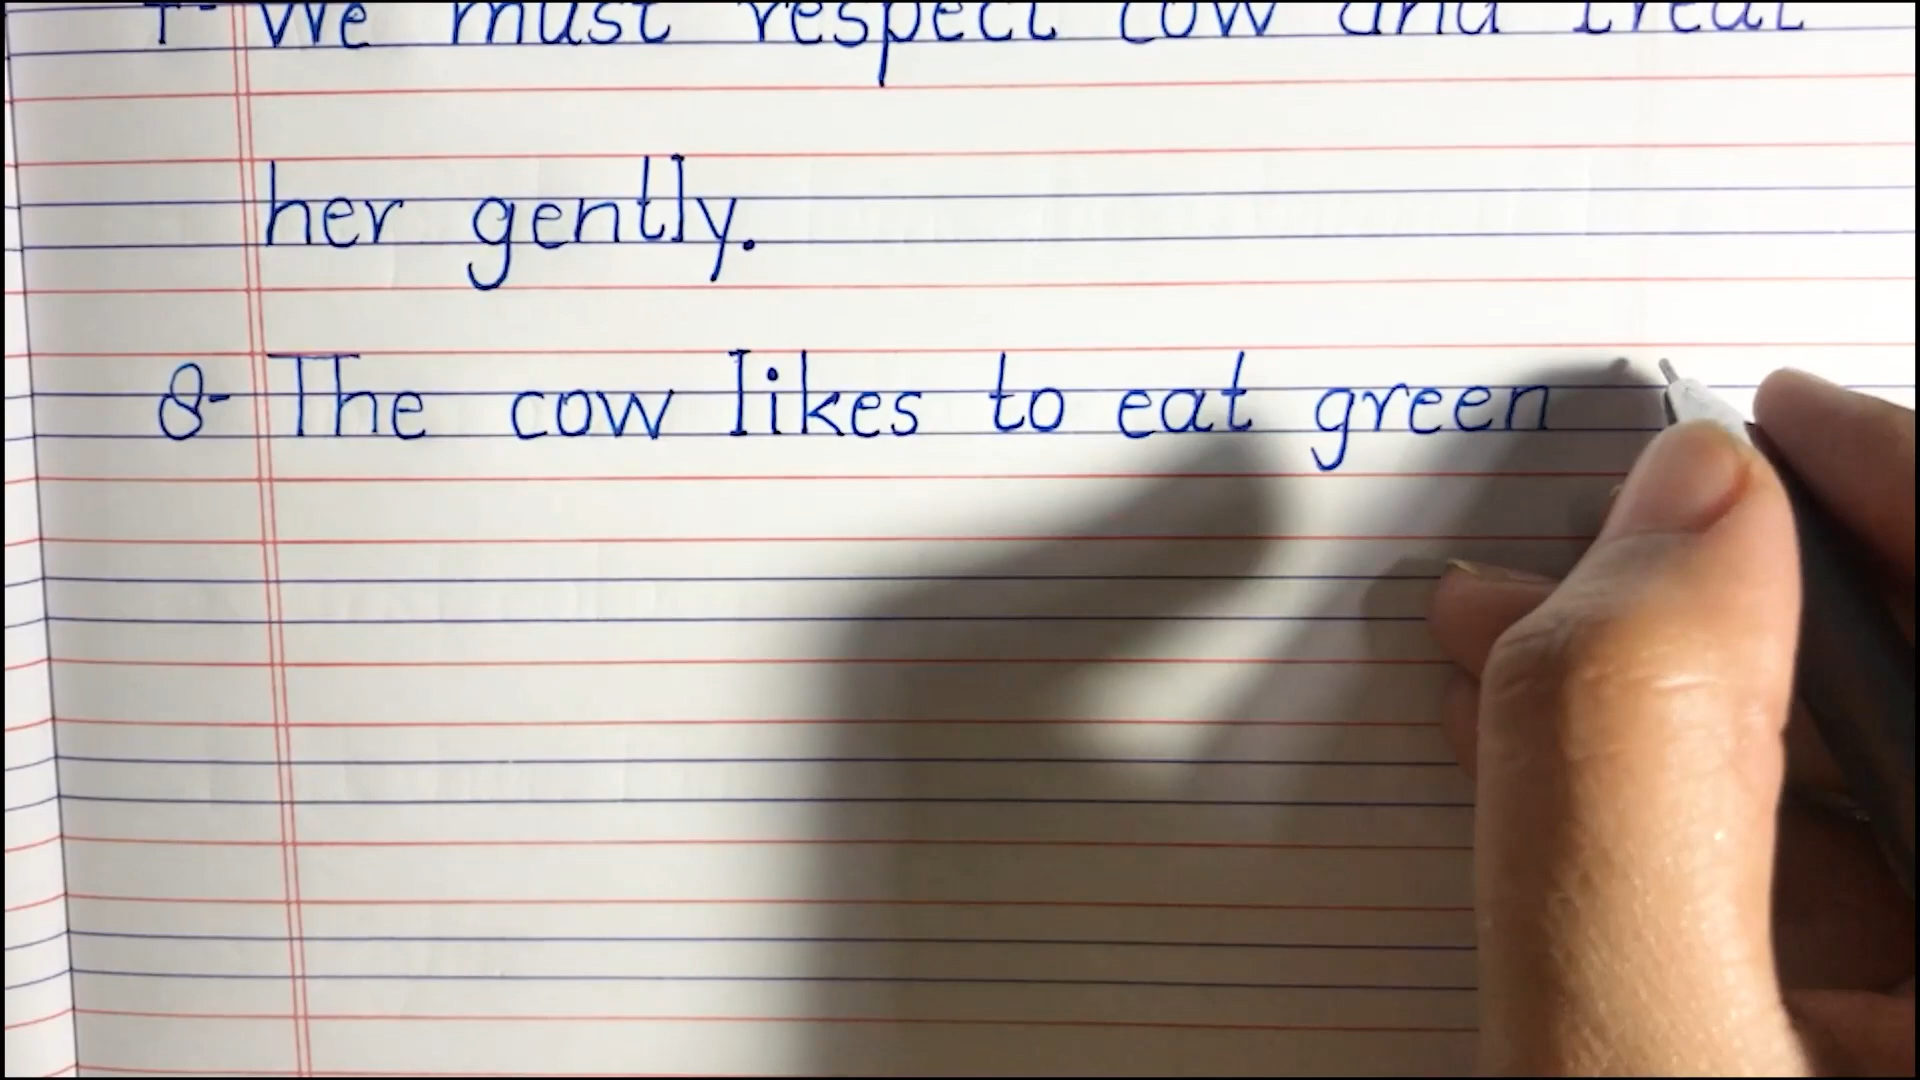 We must respect cow and treat
her gently.
8- The cow likes to eat green